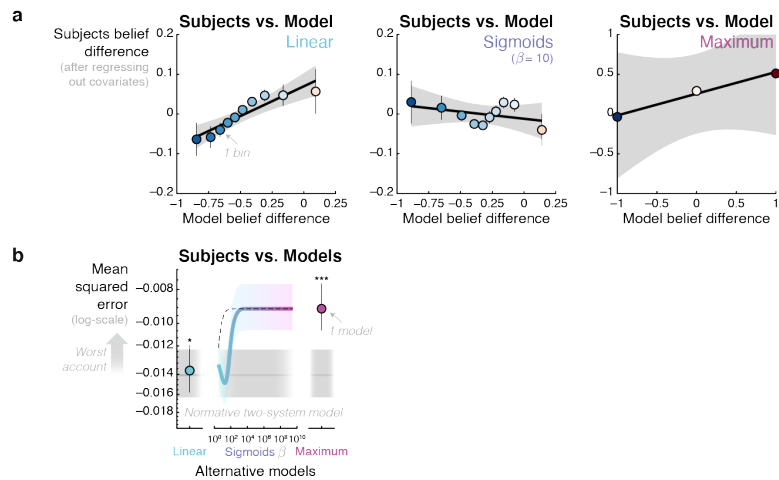 a
Subjects vs. Model
Linear
Subjects belief
difference
(after regressing
out covariates)
0.2
0.1
0
−0.1
−0.2
1 bin
−1 −0.75 −0.5 −0.25 0 0.25
Model belief difference
Subjects vs. Model
Sigmoids
(β= 10)
0.2
0.1
0
−0.1
−0.2
−1 −0.75 −0.5 −0.25 0 0.25
Model belief difference
Subjects vs. Model
Maximum
1
0.5
0
−0.5
−1
−1 −0.5 0 0.5 1
Model belief difference
b
Subjects vs. Models
Mean
squared
error
(log-scale)
Worst
account
−0.008
−0.010
−0.012
−0.014
−0.016
−0.018
*
***
1 model
Normative two-system model
10⁰ 10² 10⁴ 10⁶ 10⁸ 10¹⁰
Linear Sigmoids β Maximum
Alternative models